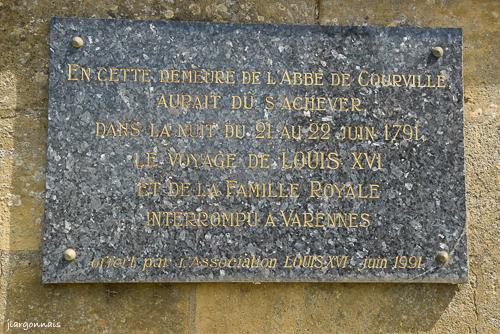 EN CETTE DEMEURE DE L'ABBÉ DE COURVILLE
AURAIT DÛ S'ACHEVER
DANS LA NUIT DU 21 AU 22 JUIN 1791
LE VOYAGE DE LOUIS XVI
ET DE LA FAMILLE ROYALE
INTERROMPU À VARENNES
offert par l'Association LOUIS XVI juin 1991
jlargonnais